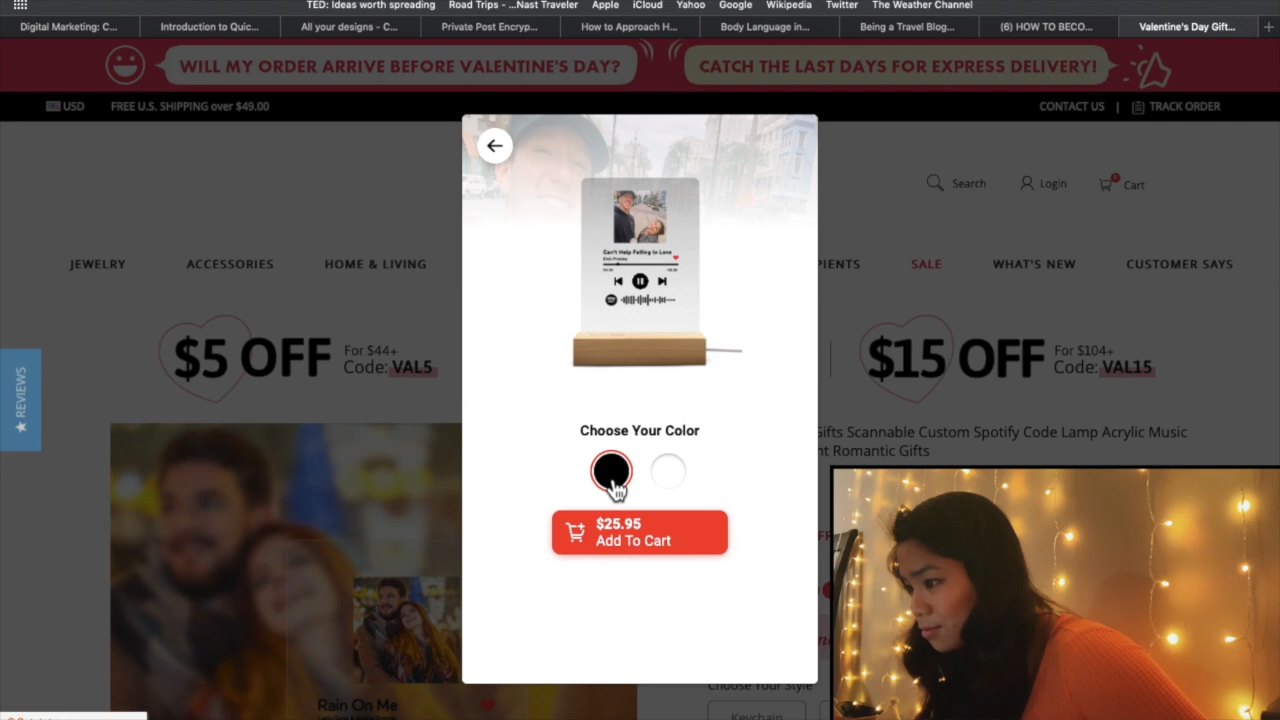 TED: Ideas worth spreading Road Trips - ...Nast Traveler Apple iCloud Yahoo Google Wikipedia Twitter The Weather Channel
Digital Marketing: C... Introduction to Quic... All your designs - C... Private Post Encryp... How to Approach H... Body Language in... Being a Travel Blog... (6) HOW TO BECO... Valentine's Day Gift... +
WILL MY ORDER ARRIVE BEFORE VALENTINE'S DAY? CATCH THE LAST DAYS FOR EXPRESS DELIVERY!
USD FREE U.S. SHIPPING over $49.00 CONTACT US | TRACK ORDER
Search Login Cart
JEWELRY ACCESSORIES HOME & LIVING PIENTS SALE WHAT'S NEW CUSTOMER SAYS
Can't Help Falling In Love
Elvis Presley
$5 OFF For $44+
Code: VAL5
$15 OFF For $104+
Code: VAL15
REVIEWS
Choose Your Color
Gifts Scannable Custom Spotify Code Lamp Acrylic Music
nt Romantic Gifts
$25.95
Add To Cart
Choose Your Style
Keychain
Rain On Me